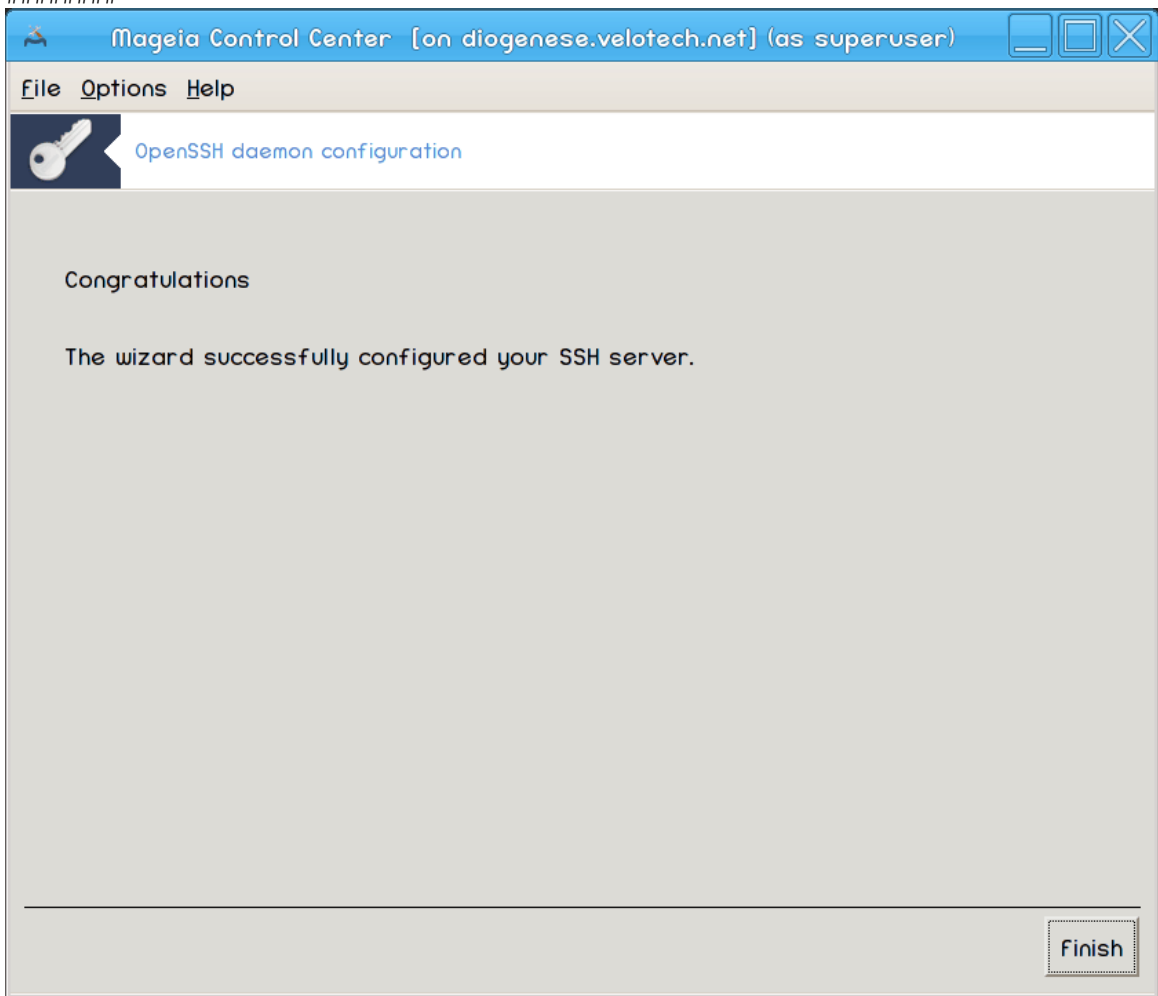 Mageia Control Center [on diogenese.velotech.net] (as superuser)
File Options Help
OpenSSH daemon configuration
Congratulations
The wizard successfully configured your SSH server.
Finish